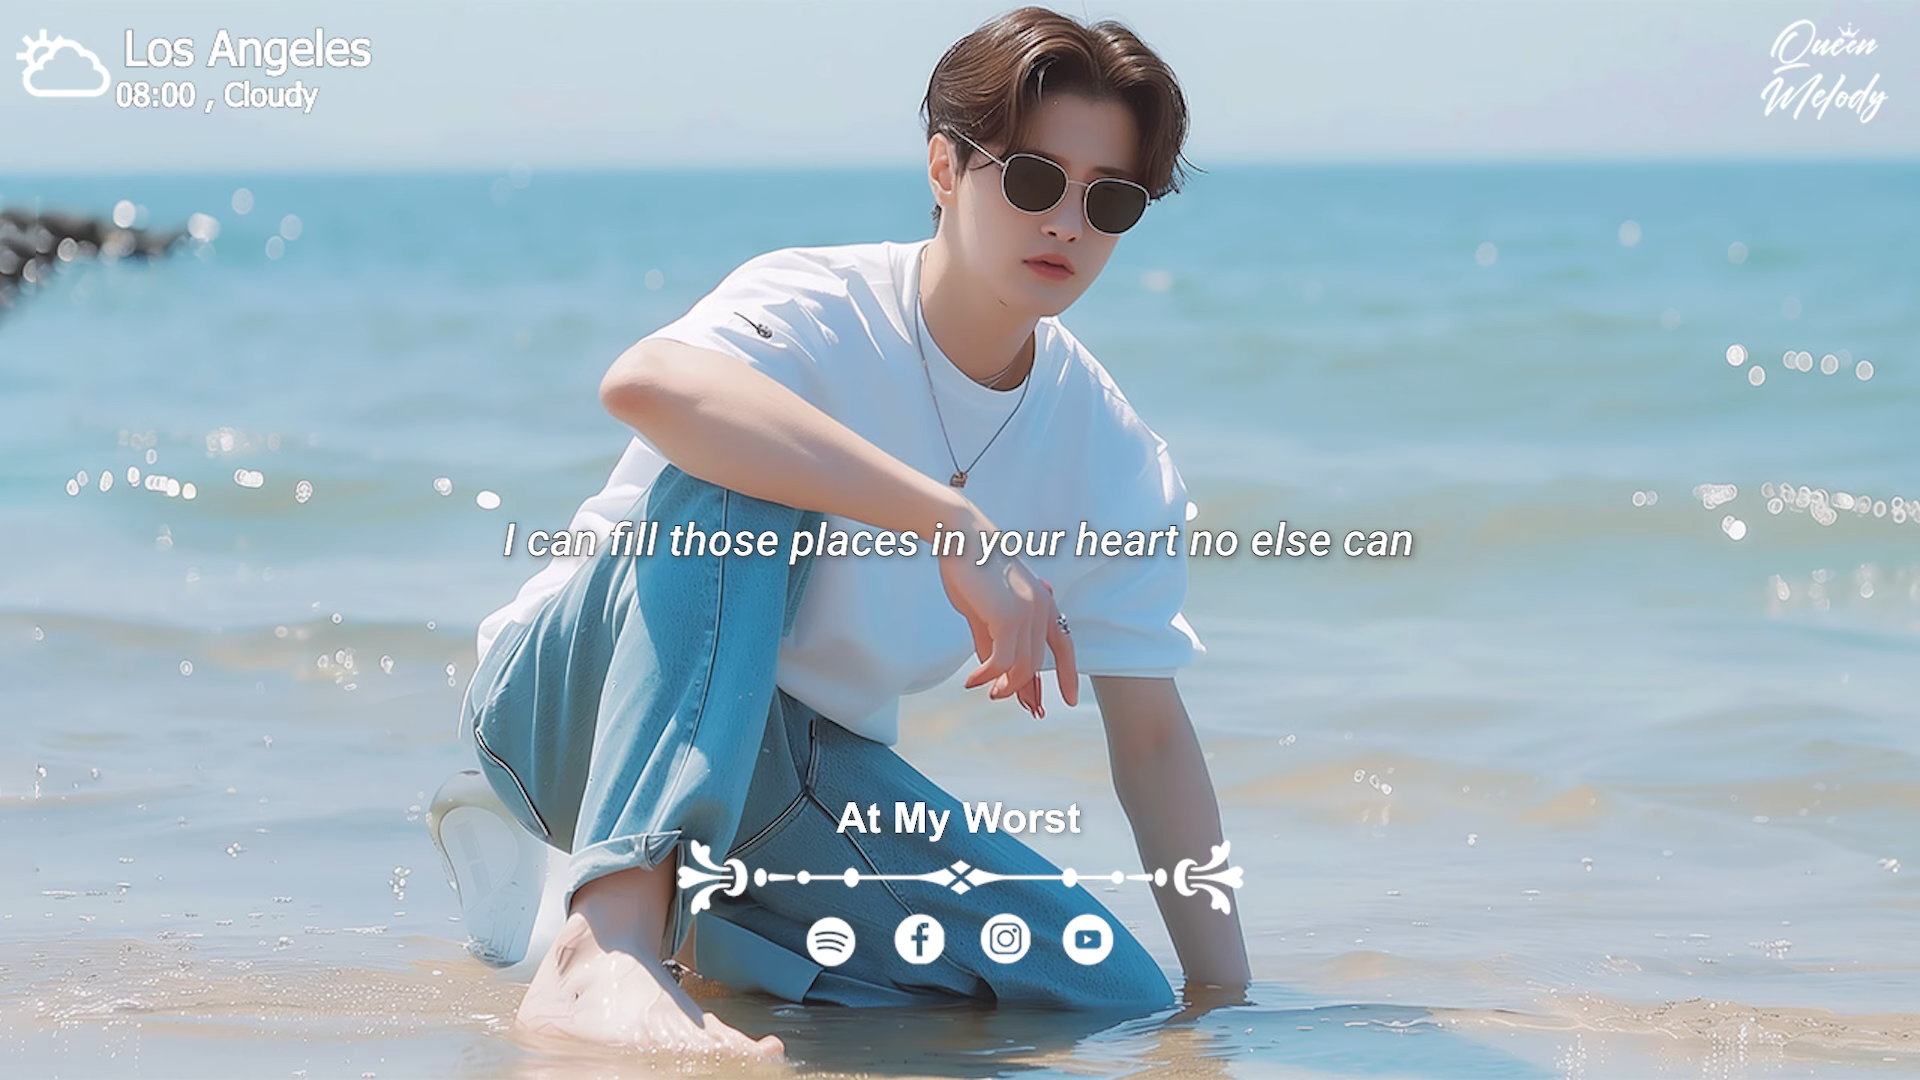 Los Angeles
08:00 , Cloudy
Queen
Melody
I can fill those places in your heart no else can
At My Worst